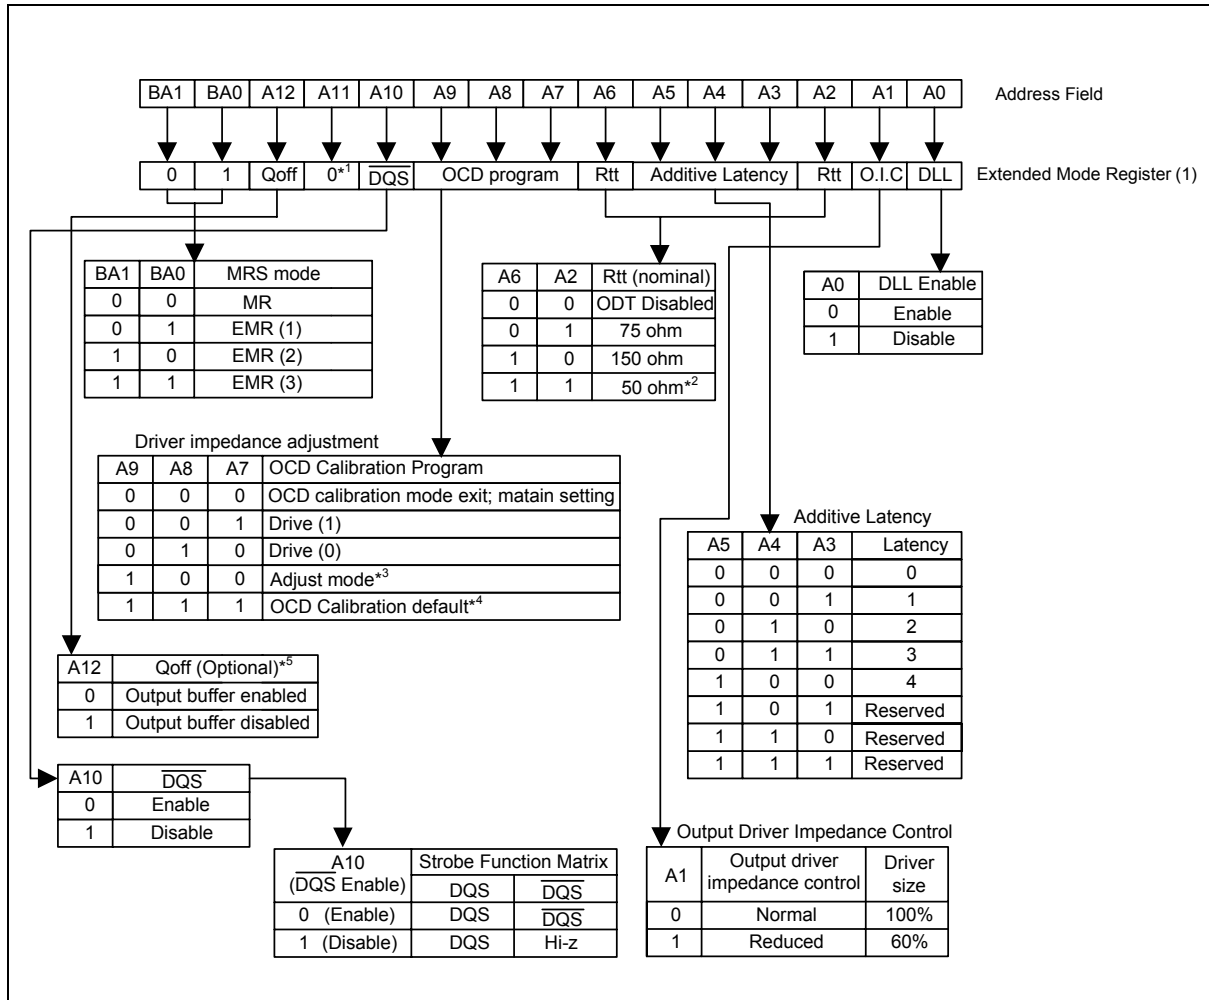 BA1 BA0 A12 A11 A10 A9 A8 A7 A6 A5 A4 A3 A2 A1 A0 Address Field
0 1 Qoff 0*1 DQS OCD program Rtt Additive Latency Rtt O.I.C DLL Extended Mode Register (1)
BA1 BA0 MRS mode
0 0 MR
0 1 EMR (1)
1 0 EMR (2)
1 1 EMR (3)
A6 A2 Rtt (nominal)
0 0 ODT Disabled
0 1 75 ohm
1 0 150 ohm
1 1 50 ohm*2
A0 DLL Enable
0 Enable
1 Disable
Driver impedance adjustment
A9 A8 A7 OCD Calibration Program
0 0 0 OCD calibration mode exit; matain setting
0 0 1 Drive (1)
0 1 0 Drive (0)
1 0 0 Adjust mode*3
1 1 1 OCD Calibration default*4
Additive Latency
A5 A4 A3 Latency
0 0 0 0
0 0 1 1
0 1 0 2
0 1 1 3
1 0 0 4
1 0 1 Reserved
1 1 0 Reserved
1 1 1 Reserved
A12 Qoff (Optional)*5
0 Output buffer enabled
1 Output buffer disabled
A10 DQS
0 Enable
1 Disable
A10 (DQS Enable) Strobe Function Matrix
DQS DQS
0 (Enable) DQS DQS
1 (Disable) DQS Hi-z
Output Driver Impedance Control
A1 Output driver impedance control Driver size
0 Normal 100%
1 Reduced 60%